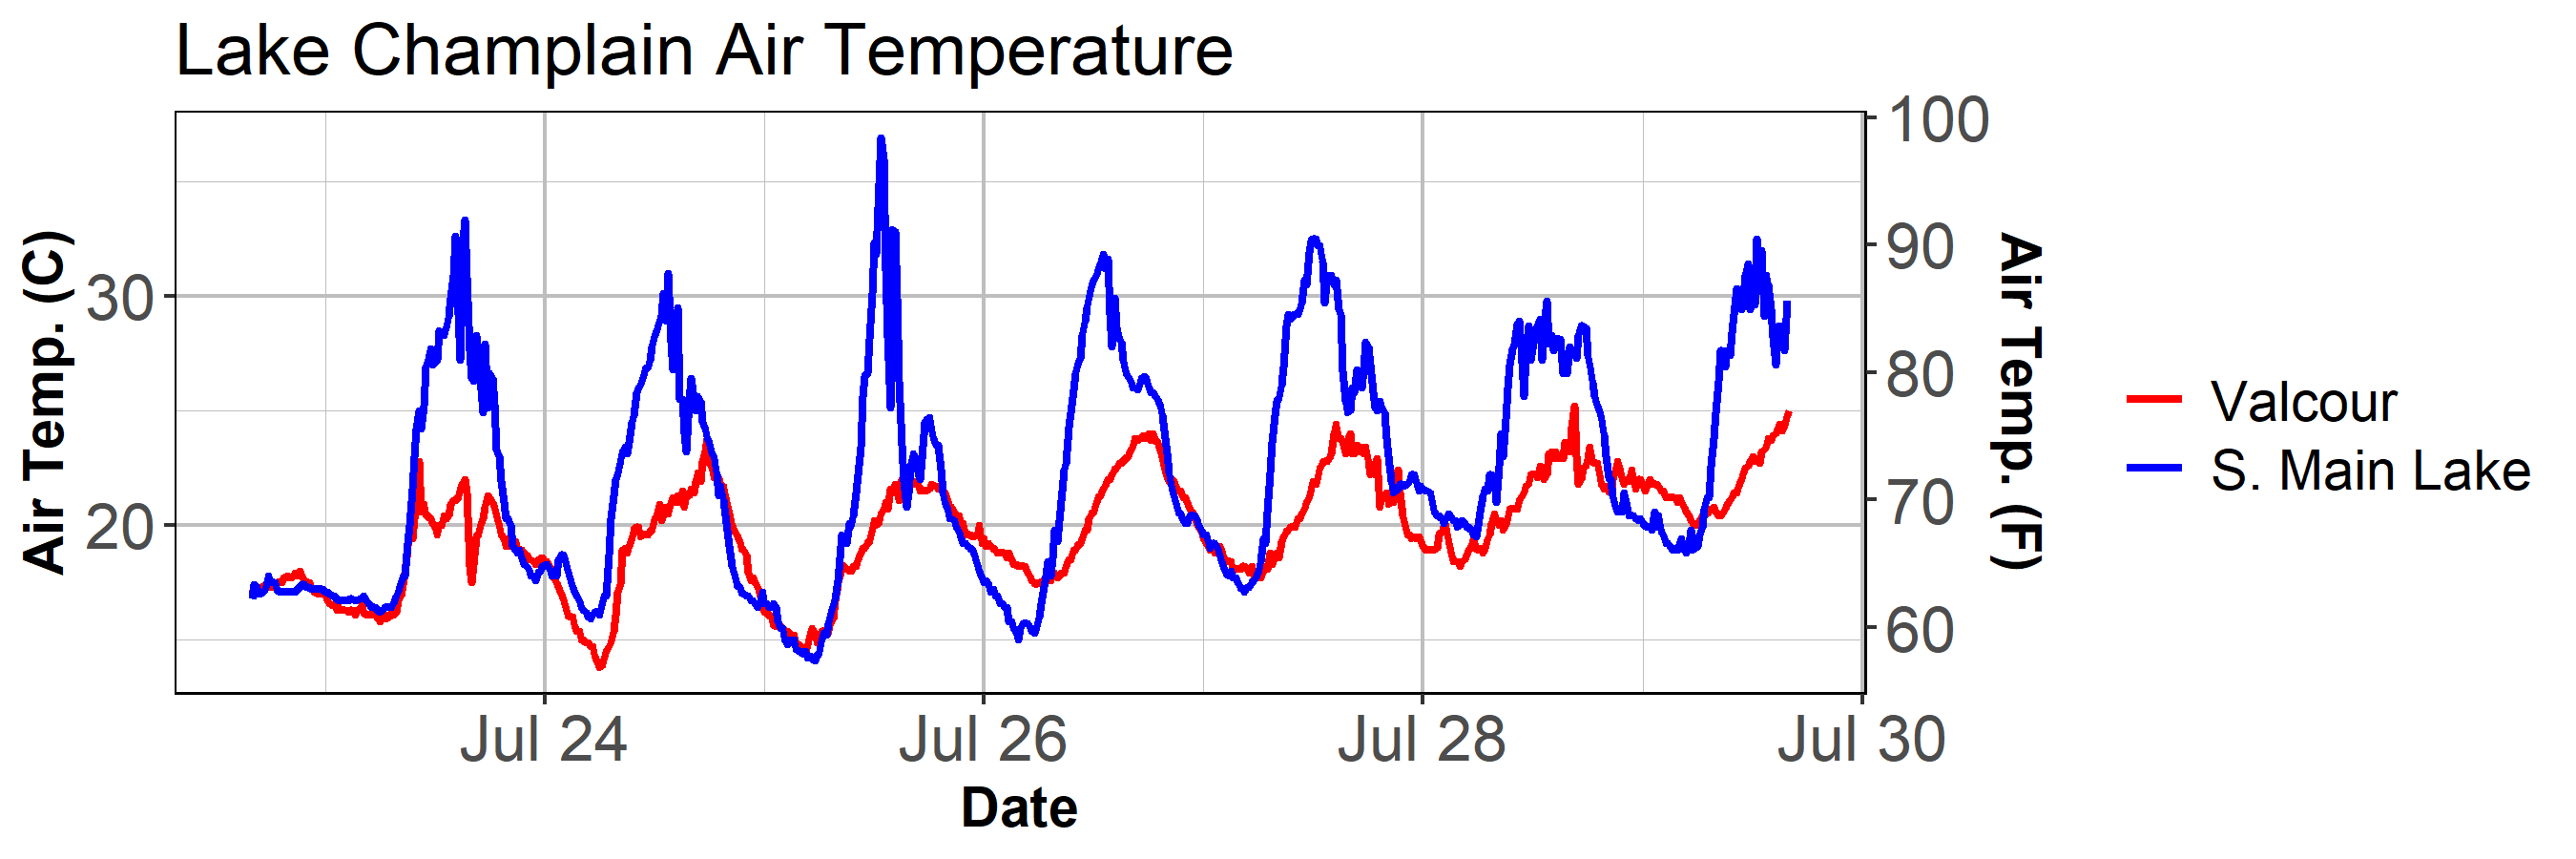 Lake Champlain Air Temperature
Air Temp. (C)
30
20
100
90
80
70
60
Air Temp. (F)
Valcour
S. Main Lake
Jul 24
Jul 26
Jul 28
Jul 30
Date